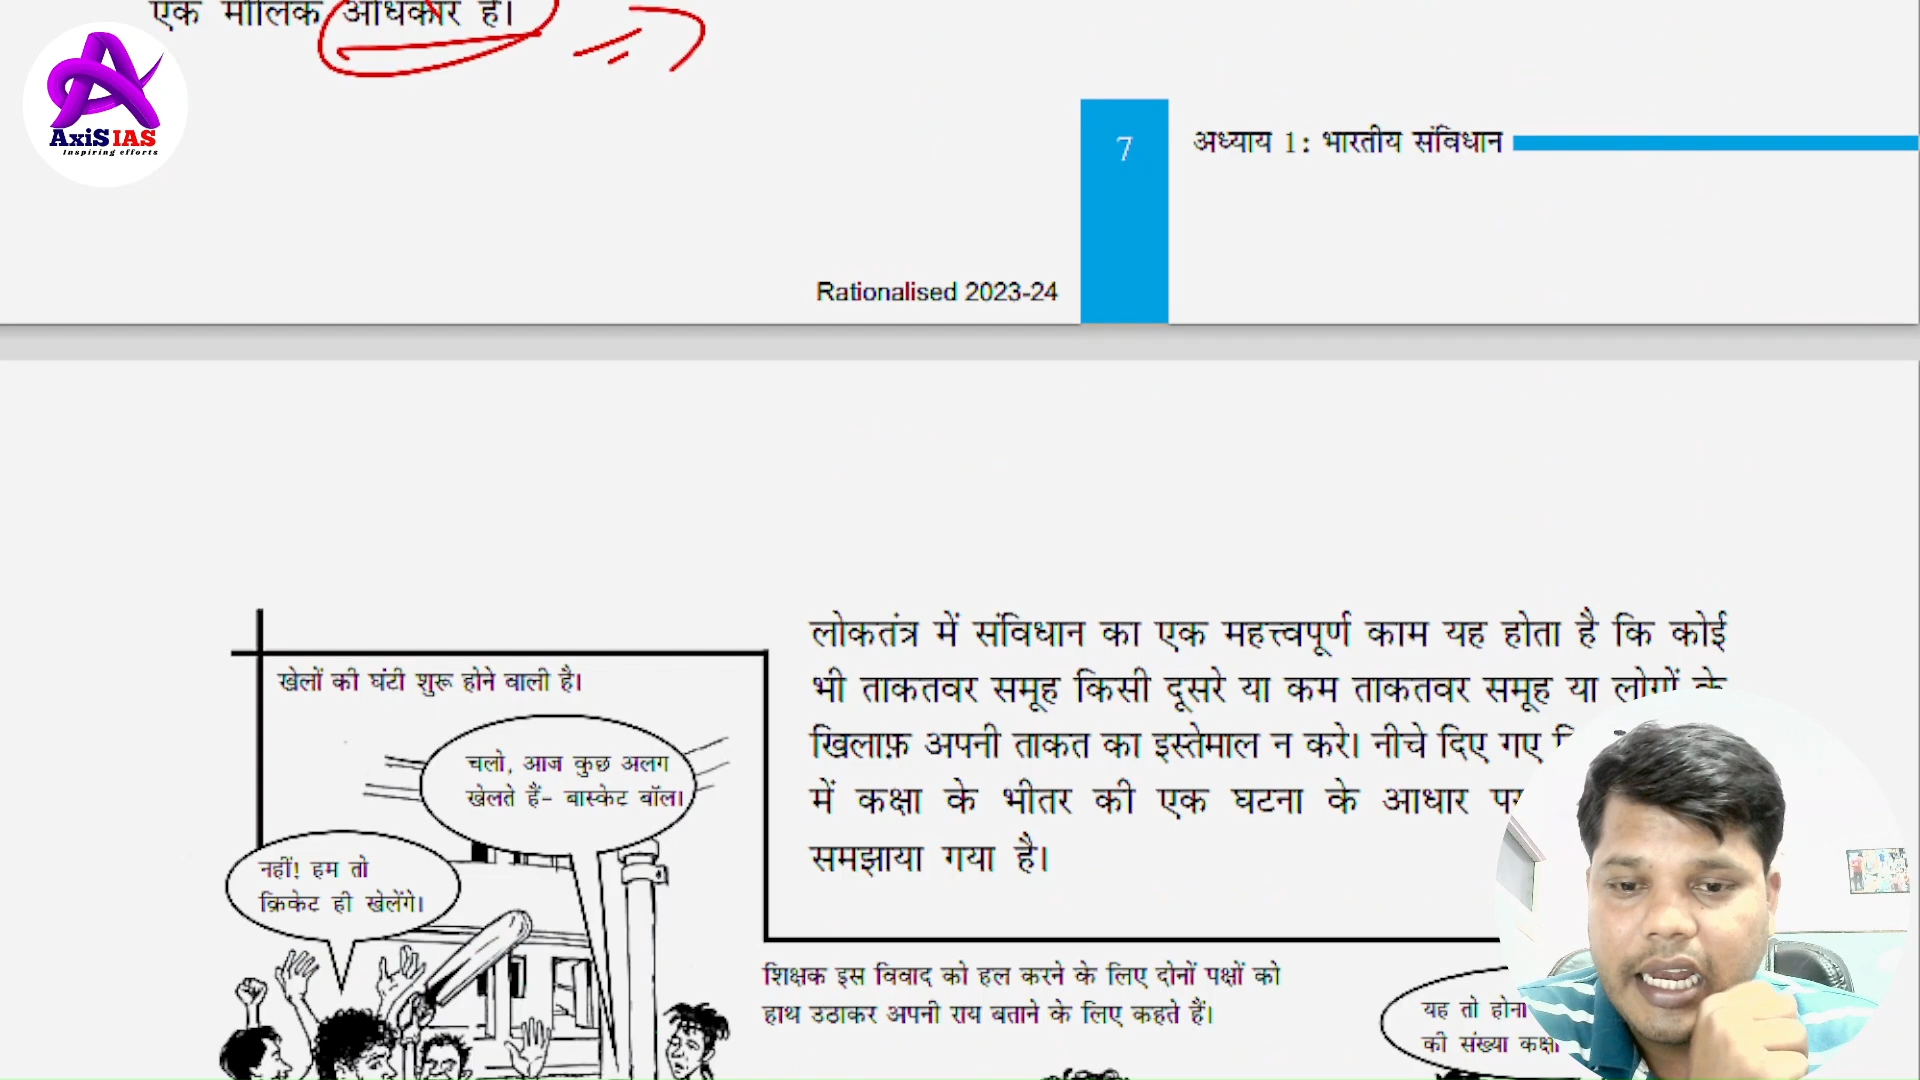 एक मौलिक अधिकार है।
AxiS IAS
Inspiring efforts
7
अध्याय 1: भारतीय संविधान
Rationalised 2023-24
लोकतंत्र में संविधान का एक महत्त्वपूर्ण काम यह होता है कि कोई
भी ताकतवर समूह किसी दूसरे या कम ताकतवर समूह या लोगों के
खिलाफ़ अपनी ताकत का इस्तेमाल न करे। नीचे दिए गए
में कक्षा के भीतर की एक घटना के आधार
समझाया गया है।
खेलों की घंटी शुरू होने वाली है।
चलो, आज कुछ अलग
खेलते हैं- बास्केट बॉल।
नहीं! हम तो
क्रिकेट ही खेलेंगे।
शिक्षक इस विवाद को हल करने के लिए दोनों पक्षों को
हाथ उठाकर अपनी राय बताने के लिए कहते हैं।
यह तो होना
की संख्या